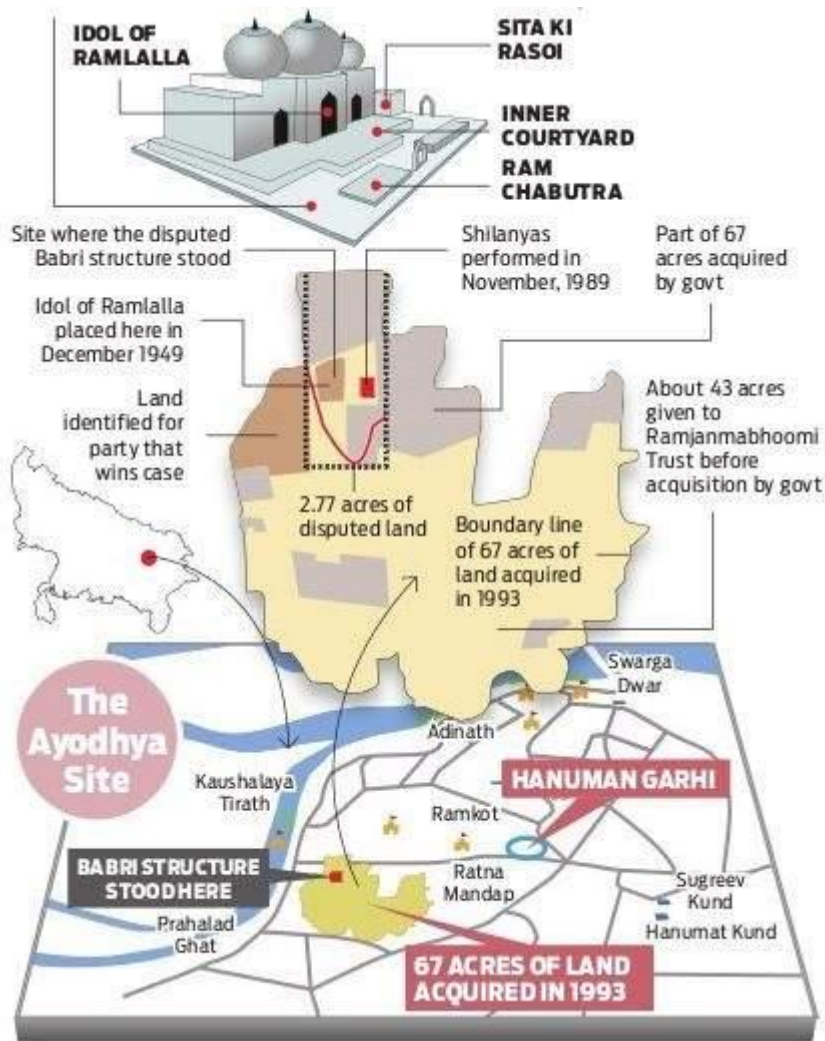 IDOL OF
RAMLALLA
SITA KI
RASOI
INNER
COURTYARD
RAM
CHABUTRA
Site where the disputed
Babri structure stood
Shilanyas
performed in
November, 1989
Part of 67
acres acquired
by govt
Idol of Ramlalla
placed here in
December 1949
Land
identified for
party that
wins case
About 43 acres
given to
Ramjanmabhoomi
Trust before
acquisition by govt
2.77 acres of
disputed land
Boundary line
of 67 acres of
land acquired
in 1993
The
Ayodhya
Site
Swarga
Dwar
Adinath
Kaushalaya
Tirath
HANUMAN GARHI
Ramkot
BABRI STRUCTURE
STOOD HERE
Ratna
Mandap
Sugreev
Kund
Hanumat Kund
Prahalad
Ghat
67 ACRES OF LAND
ACQUIRED IN 1993